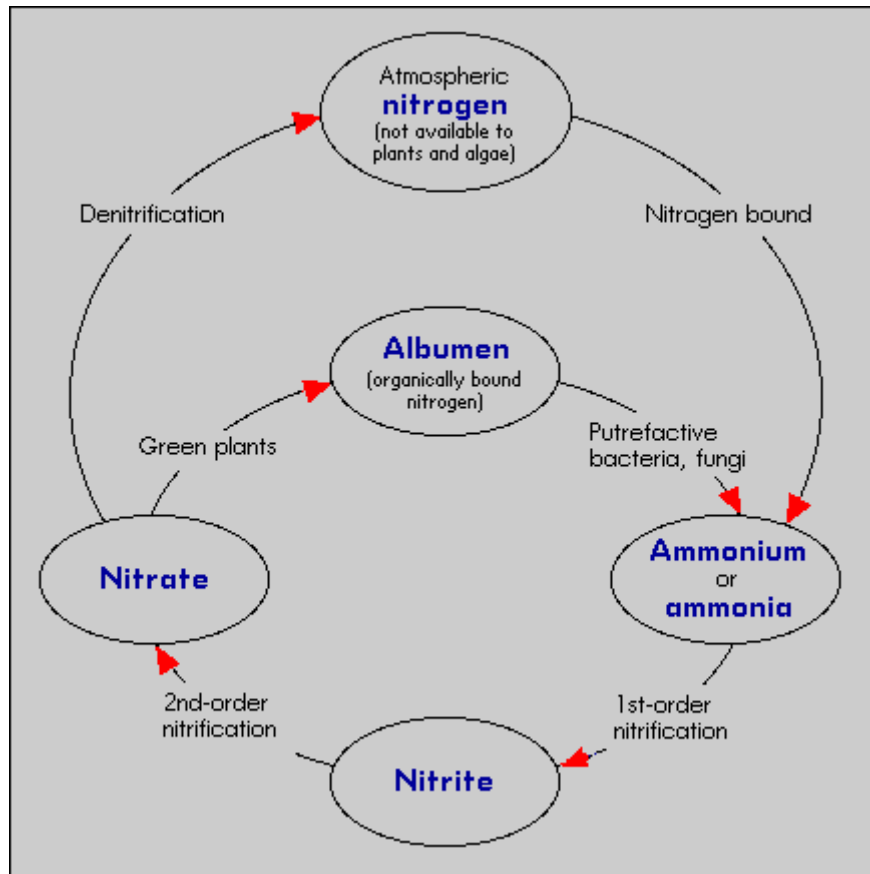 Atmospheric
nitrogen
(not available to
plants and algae)
Denitrification
Nitrogen bound
Albumen
(organically bound
nitrogen)
Green plants
Putrefactive
bacteria, fungi
Nitrate
Ammonium
or
ammonia
2nd-order
nitrification
1st-order
nitrification
Nitrite